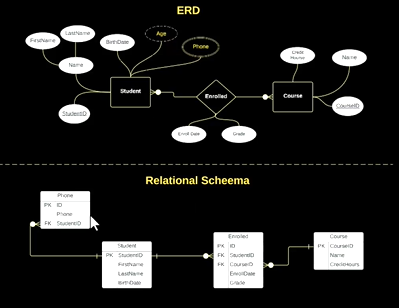 ERD
FirstName
LastName
BirthDate
Age
Phone
Name
StudentID
Student
Enrolled
Enroll Date
Grade
Course
Credit
Hours
Name
CourseID
Relational Scheema
Phone
PK ID
Phone
FK StudentID
Student
PK StudentID
FirstName
LastName
BirthDate
Enrolled
PK ID
FK StudentID
FK CourseID
EnrollDate
Grade
Course
PK CourseID
Name
CreditHours